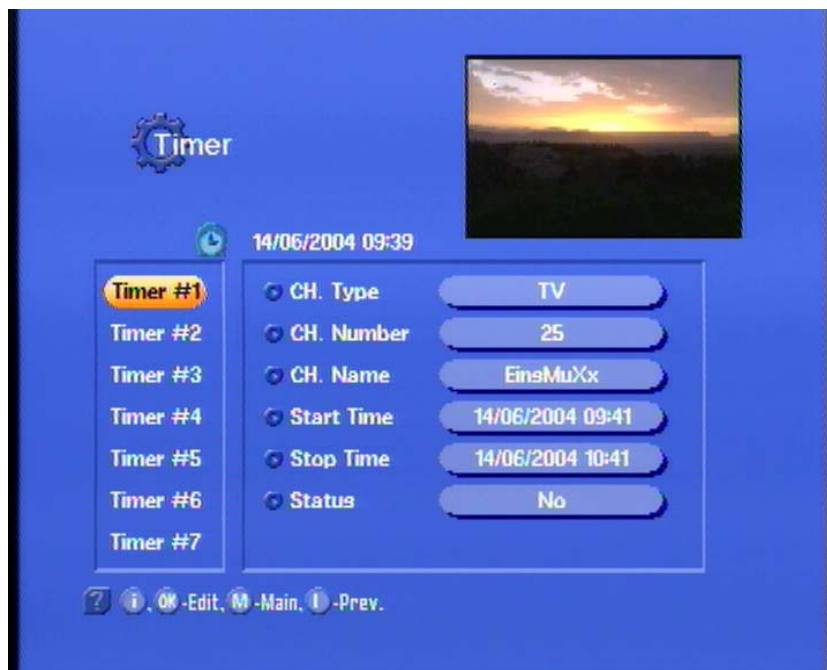 Timer
14/06/2004 09:39
Timer #1
Timer #2
Timer #3
Timer #4
Timer #5
Timer #6
Timer #7
CH. Type TV
CH. Number 25
CH. Name EinsMuXx
Start Time 14/06/2004 09:41
Stop Time 14/06/2004 10:41
Status No
? i, OK-Edit, M-Main, I-Prev.